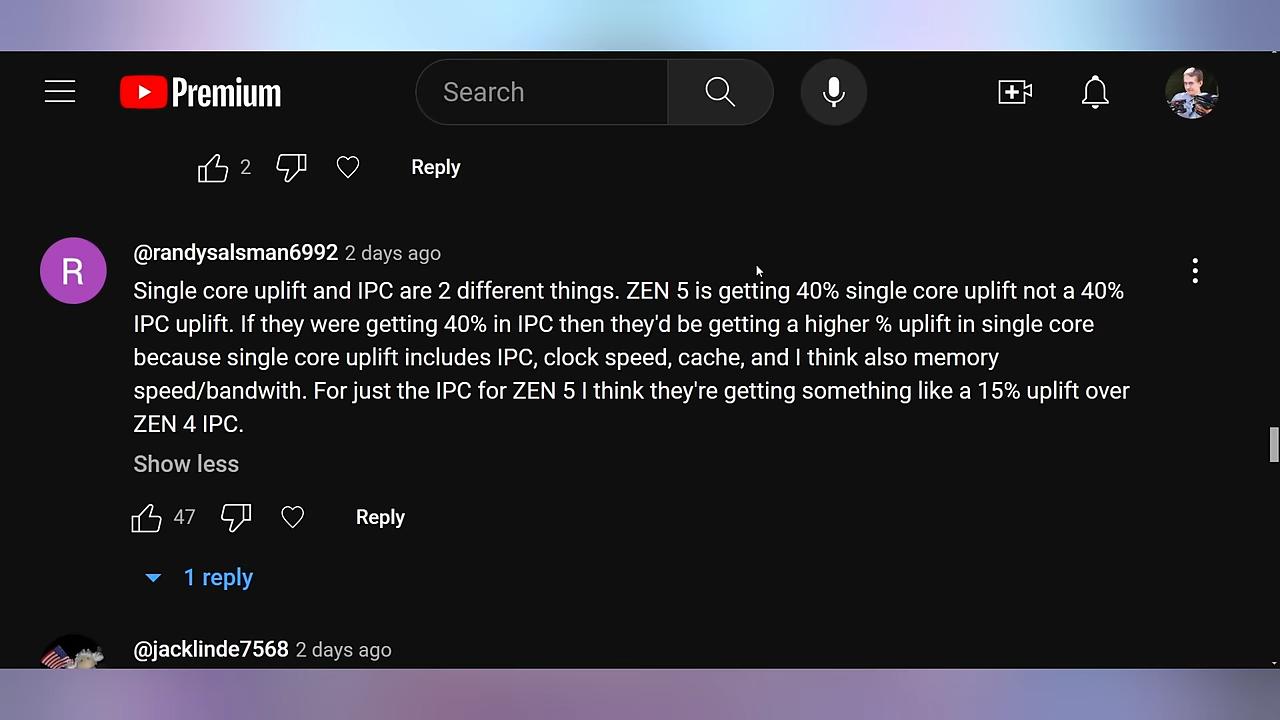 Premium
Search
2
Reply
R
@randysalsman6992 2 days ago
Single core uplift and IPC are 2 different things. ZEN 5 is getting 40% single core uplift not a 40%
IPC uplift. If they were getting 40% in IPC then they'd be getting a higher % uplift in single core
because single core uplift includes IPC, clock speed, cache, and I think also memory
speed/bandwith. For just the IPC for ZEN 5 I think they're getting something like a 15% uplift over
ZEN 4 IPC.
Show less
47
Reply
1 reply
@jacklinde7568 2 days ago